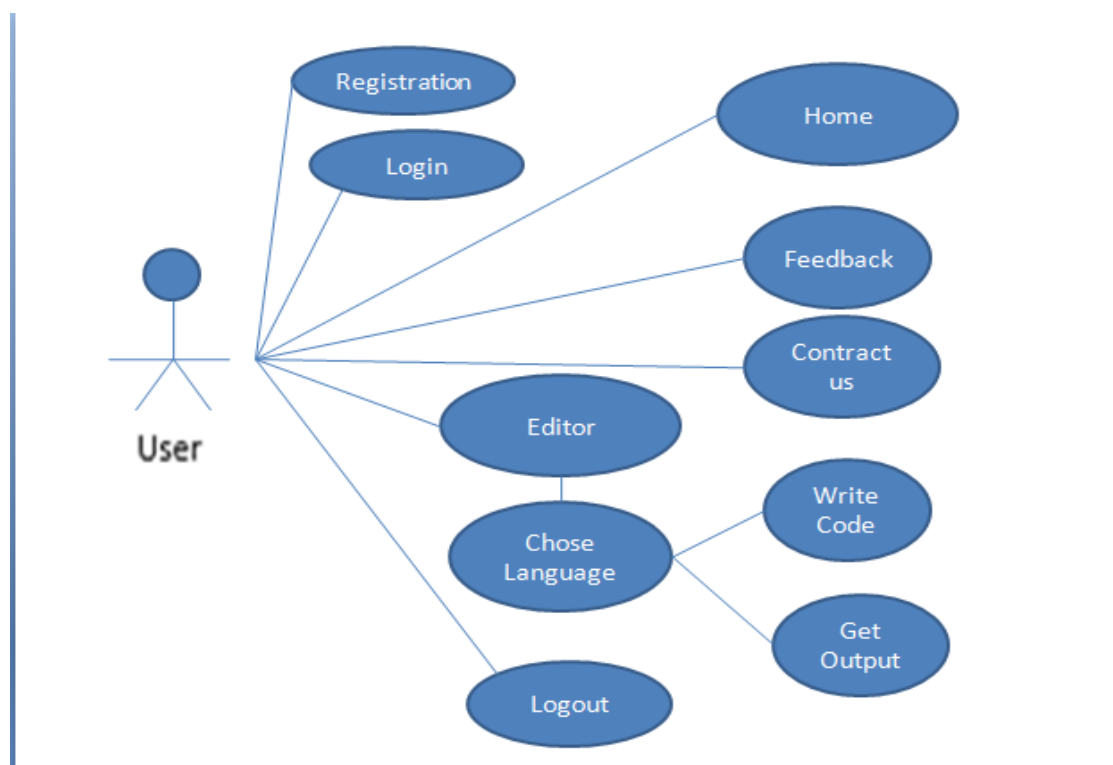 Registration
Home
Login
Feedback
Contract
us
User
Editor
Write
Code
Chose
Language
Get
Output
Logout